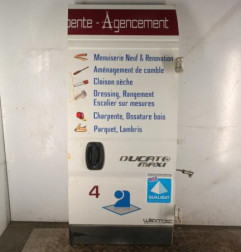 pente - Agencement
Menuiserie Neuf & Rénovation
Aménagement de comble
Cloison sèche
Dressing, Rangement
Escalier sur mesures
Charpente, Ossature bois
Parquet, Lambris
DUCATO
MAXI
4
QUALIBAT